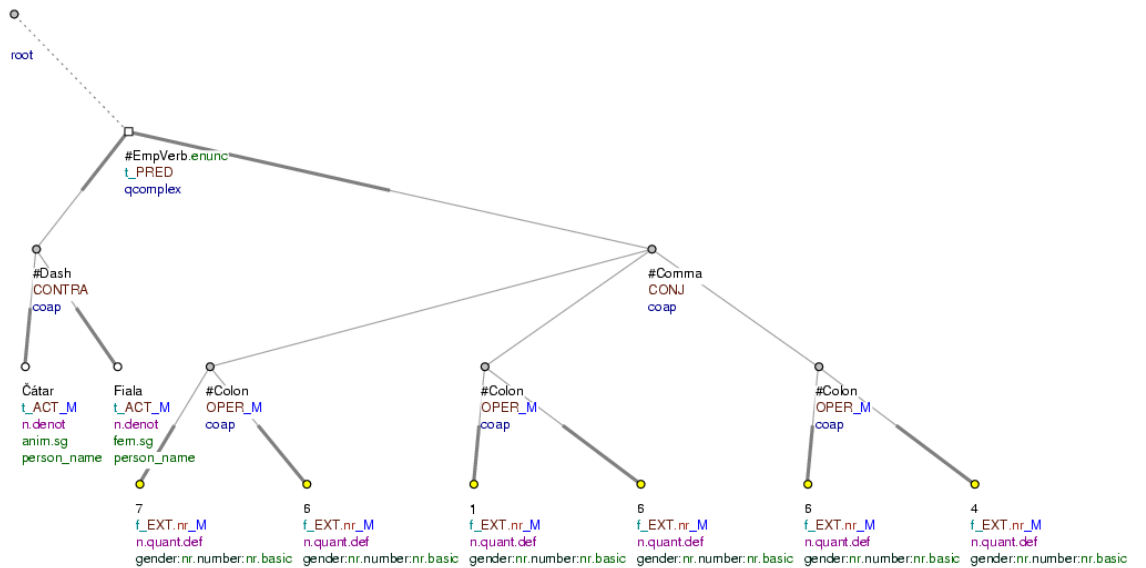 root
#EmpVerb.enunc
t_PRED
qcomplex
#Dash
CONTRA
coap
#Comma
CONJ
coap
Čátar
t_ACT_M
n.denot
anim.sg
person_name
Fiala
t_ACT_M
n.denot
fem.sg
person_name
#Colon
OPER_M
coap
#Colon
OPER_M
coap
#Colon
OPER_M
coap
7
f_EXT.nr_M
n.quant.def
gender:nr.number:nr.basic
6
f_EXT.nr_M
n.quant.def
gender:nr.number:nr.basic
1
f_EXT.nr_M
n.quant.def
gender:nr.number:nr.basic
6
f_EXT.nr_M
n.quant.def
gender:nr.number:nr.basic
6
f_EXT.nr_M
n.quant.def
gender:nr.number:nr.basic
4
f_EXT.nr_M
n.quant.def
gender:nr.number:nr.basic